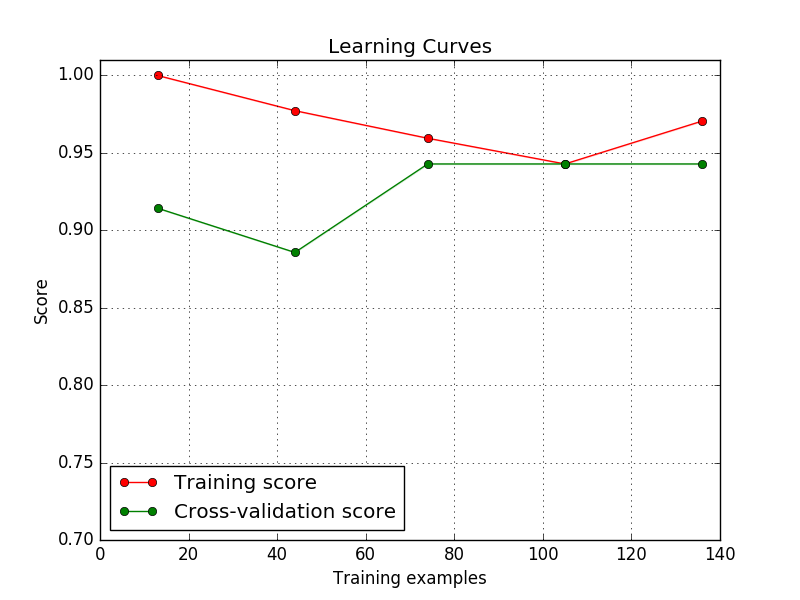 Learning Curves
1.00
0.95
0.90
0.85
0.80
0.75
0.70
Score
Training score
Cross-validation score
0 20 40 60 80 100 120 140
Training examples